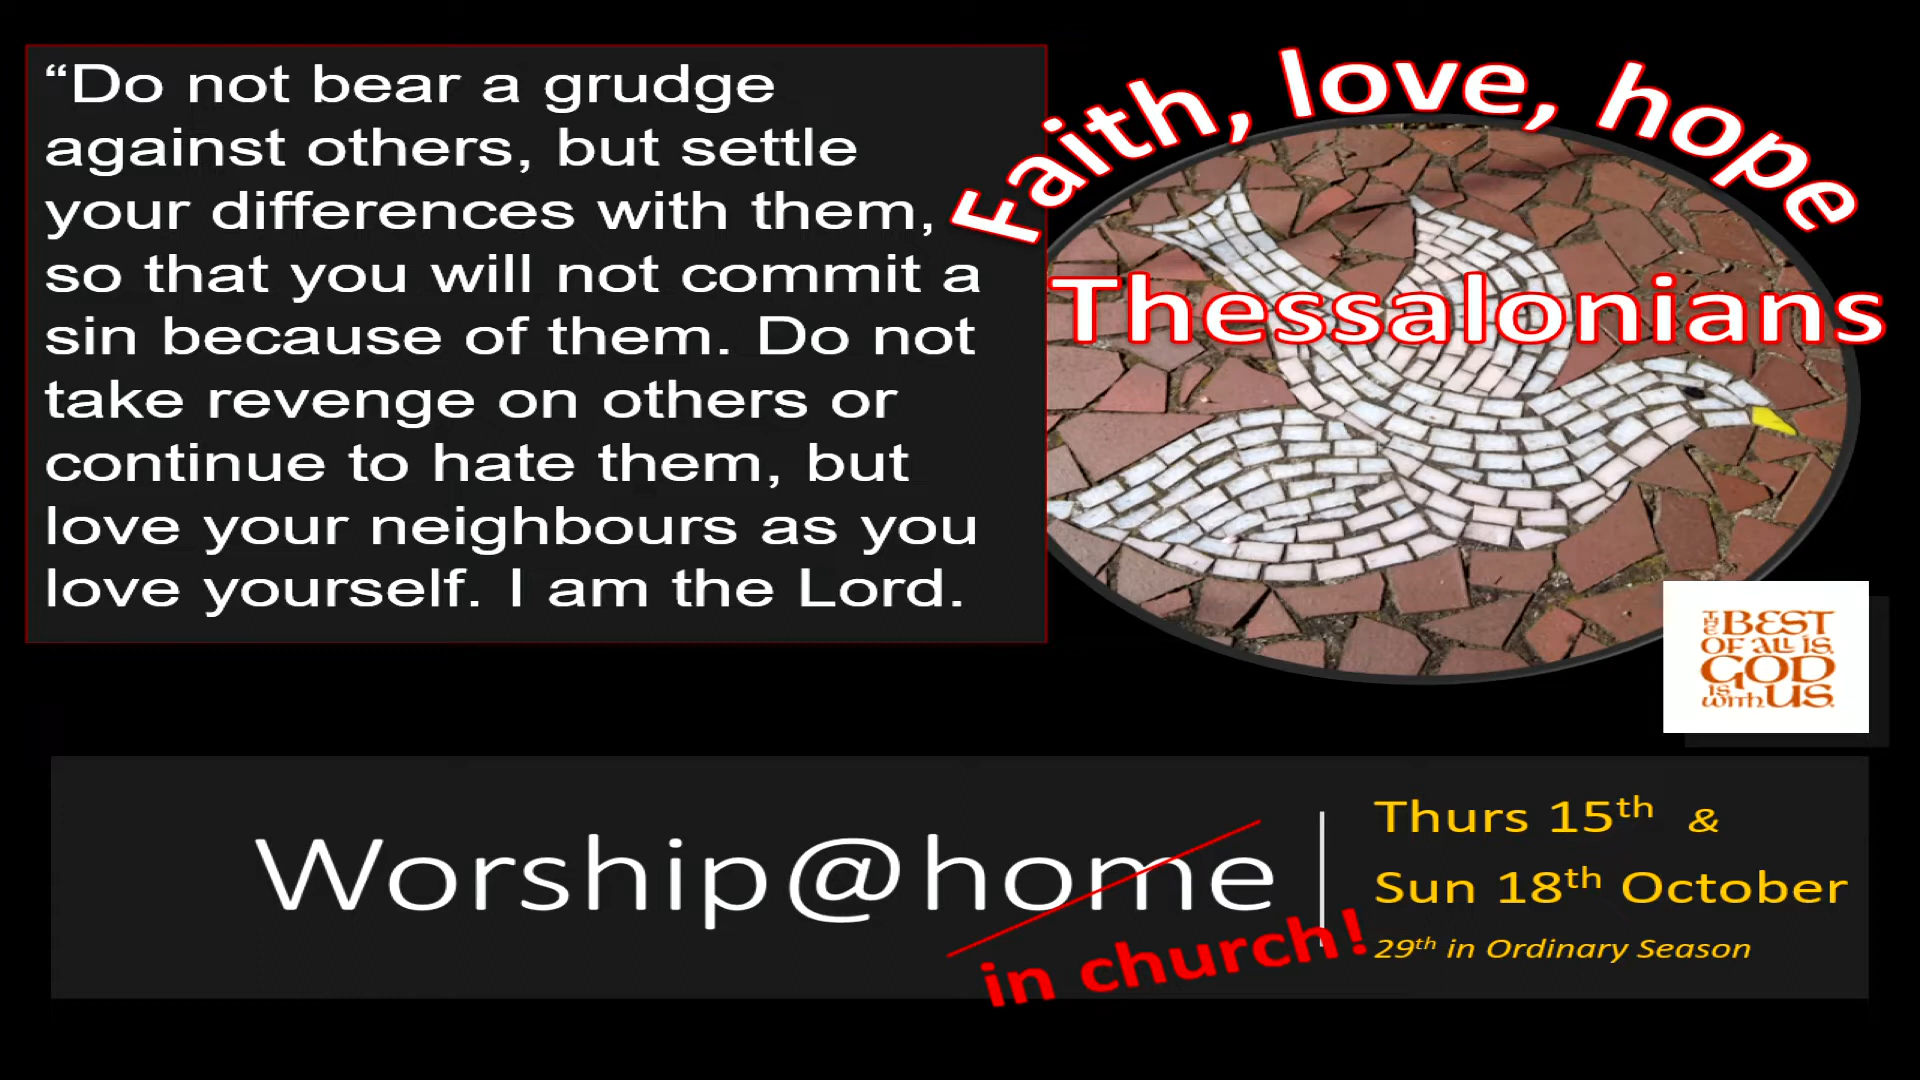 “Do not bear a grudge
against others, but settle
your differences with them,
so that you will not commit a
sin because of them. Do not
take revenge on others or
continue to hate them, but
love your neighbours as you
love yourself. I am the Lord.
Faith, love, hope
Thessalonians
THE BEST
OF ALL IS,
GOD
IS
with US.
Worship@home
in church!
Thurs 15th &
Sun 18th October
29th in Ordinary Season